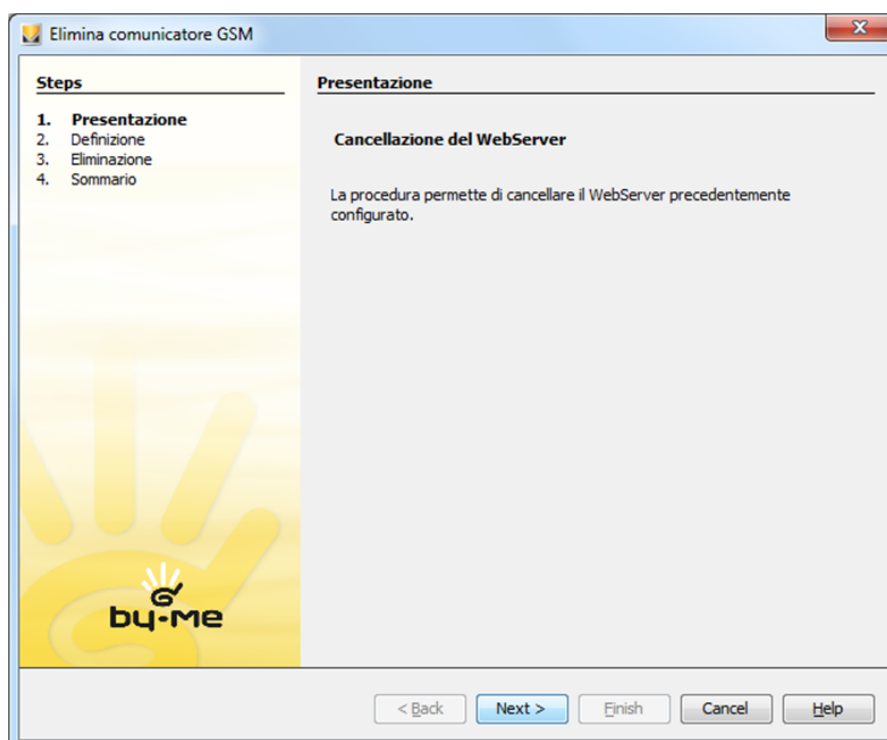 Elimina comunicatore GSM
Steps
1. Presentazione
2. Definizione
3. Eliminazione
4. Sommario
Presentazione
Cancellazione del WebServer
La procedura permette di cancellare il WebServer precedentemente
configurato.
by-me
< Back
Next >
Finish
Cancel
Help